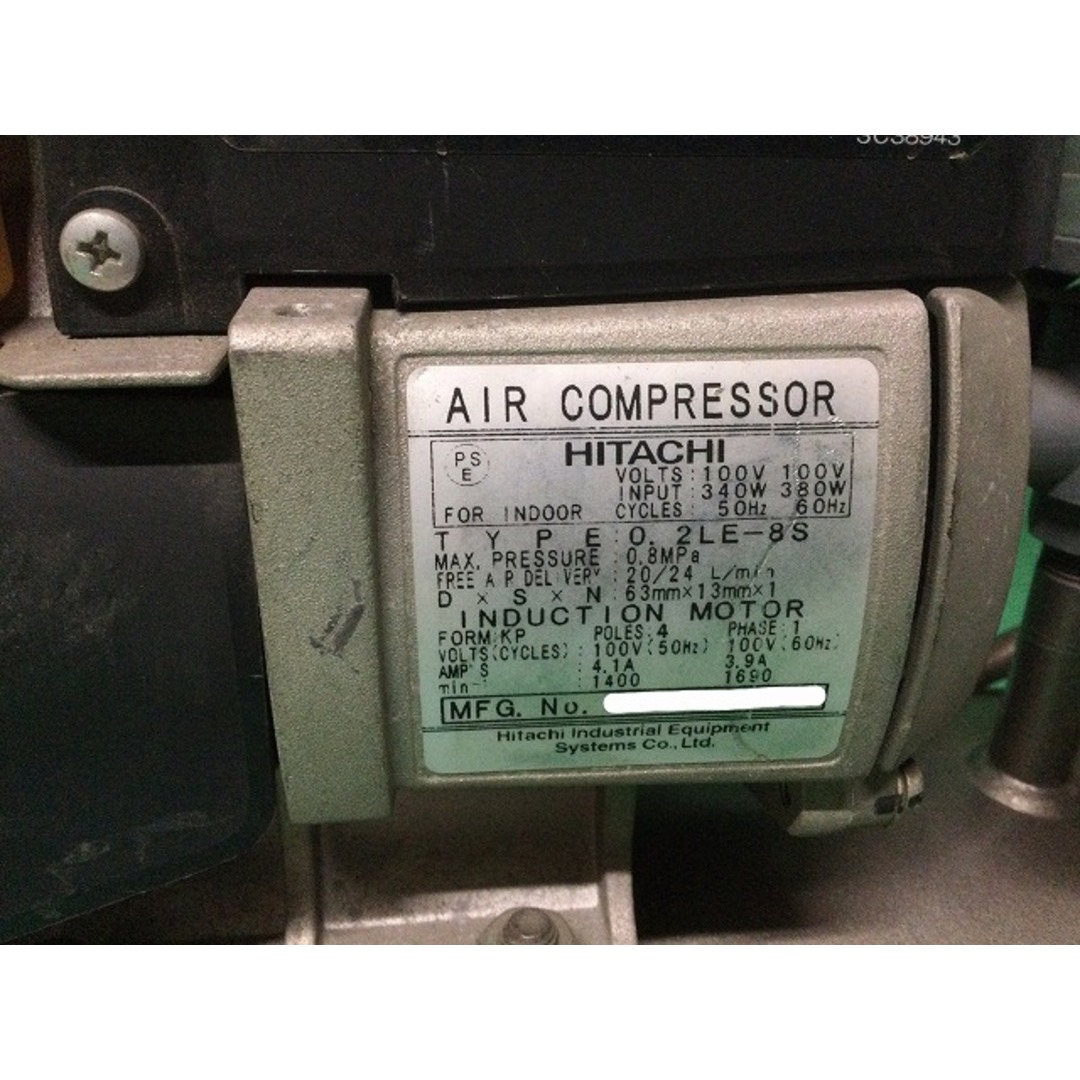 SC38943
AIR COMPRESSOR
PS
E
HITACHI
VOLTS : 100V 100V
INPUT : 340W 380W
FOR INDOOR CYCLES : 50Hz 60Hz
TYPE : 0.2LE-8S
MAX. PRESSURE : 0.8MPa
FREE AIR DELIVERY : 20/24 L/min
D × S × N : 63mm×13mm×1
INDUCTION MOTOR
FORM:KP POLES:4 PHASE:1
VOLTS(CYCLES) : 100V(50Hz) 100V(60Hz)
AMP'S : 4.1A 3.9A
min⁻¹ : 1400 1690
MFG. No.
Hitachi Industrial Equipment
Systems Co., Ltd.